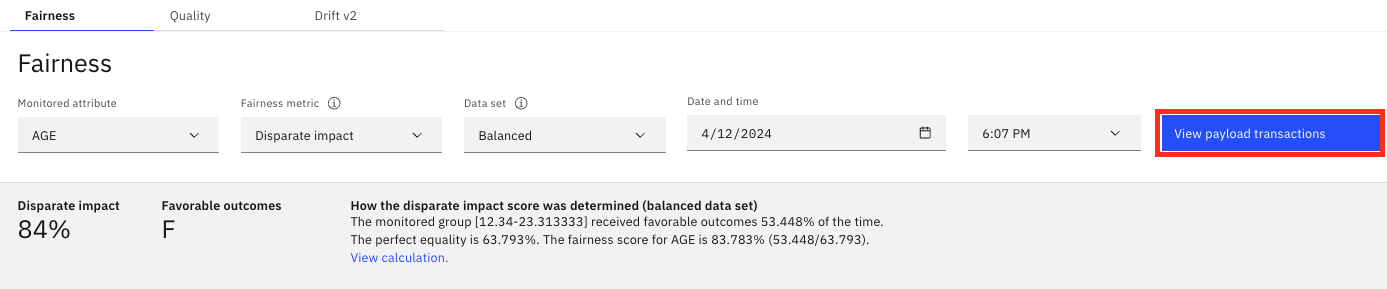 Fairness Quality Drift v2
Fairness
Monitored attribute Fairness metric Data set Date and time
AGE Disparate impact Balanced 4/12/2024 6:07 PM View payload transactions
Disparate impact Favorable outcomes How the disparate impact score was determined (balanced data set)
84% F The monitored group [12.34-23.313333] received favorable outcomes 53.448% of the time.
The perfect equality is 63.793%. The fairness score for AGE is 83.783% (53.448/63.793).
View calculation.